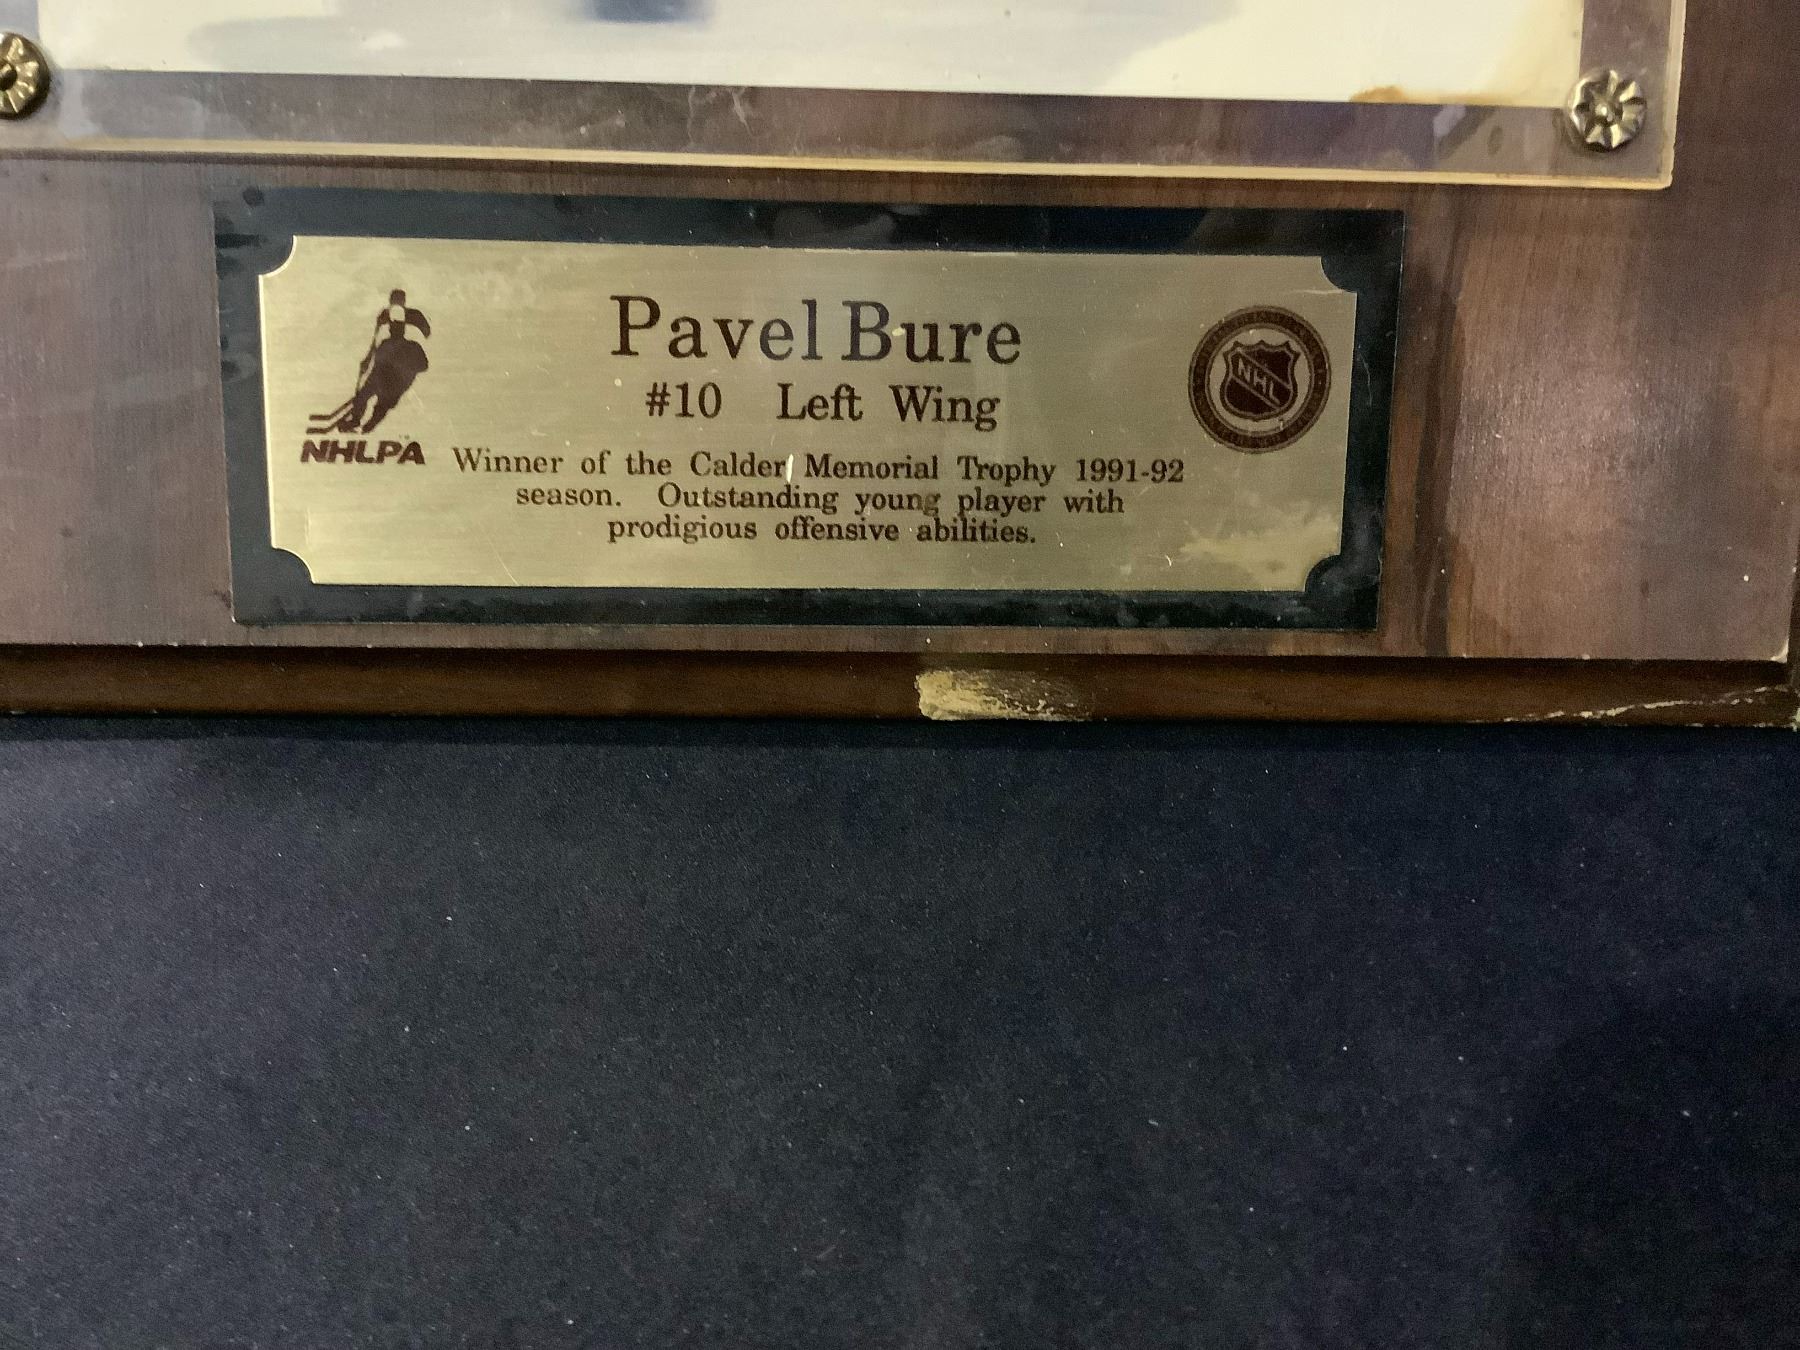 Pavel Bure
#10 Left Wing
NHLPA
NHL
Winner of the Calder Memorial Trophy 1991-92
season. Outstanding young player with
prodigious offensive abilities.